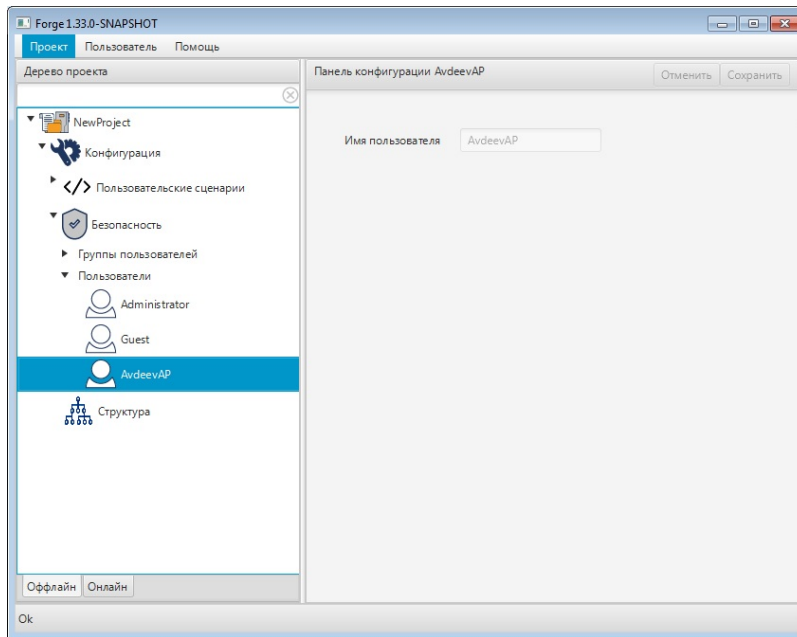 Forge 1.33.0-SNAPSHOT
Проект Пользователь Помощь
Дерево проекта
Панель конфигурации AvdeevAP
Отменить Сохранить
NewProject
Имя пользователя AvdeevAP
Конфигурация
</> Пользовательские сценарии
Безопасность
Группы пользователей
Пользователи
Administrator
Guest
AvdeevAP
Структура
Оффлайн Онлайн
Ok